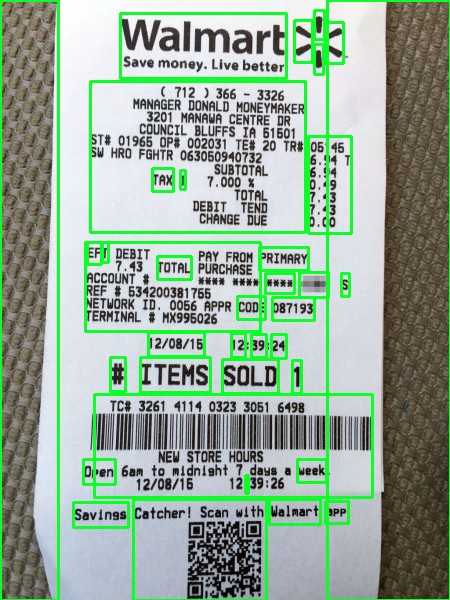 Walmart
Save money. Live better
( 712 ) 366 - 3326
MANAGER DONALD MONEYMAKER
3201 MANAWA CENTRE DR
COUNCIL BLUFFS IA 51501
ST# 01965 OP# 002031 TE# 20 TR# 05145
SW HRO FGHTR 063050940732 6.94 T
SUBTOTAL 6.94
TAX 1 7.000 % 0.49
TOTAL 7.43
DEBIT TEND 7.43
CHANGE DUE 0.00
EFT DEBIT PAY FROM PRIMARY
7.43 TOTAL PURCHASE
ACCOUNT # **** **** **** S
REF # 534200381755
NETWORK ID. 0056 APPR CODE 087193
TERMINAL # MX995026
12/08/15 12:39:24
# ITEMS SOLD 1
TC# 3261 4114 0323 3051 6498
NEW STORE HOURS
Open 6am to midnight 7 days a week
12/08/15 12:39:26
Savings Catcher! Scan with Walmart app